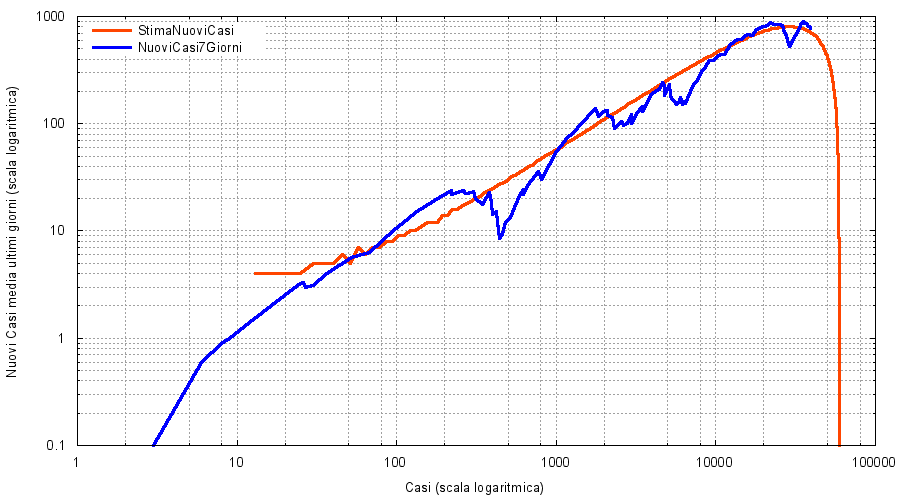 1000
StimaNuoviCasi
NuoviCasi7Giorni
100
10
1
0.1
Nuovi Casi media ultimi giorni (scala logaritmica)
1 10 100 1000 10000 100000
Casi (scala logaritmica)